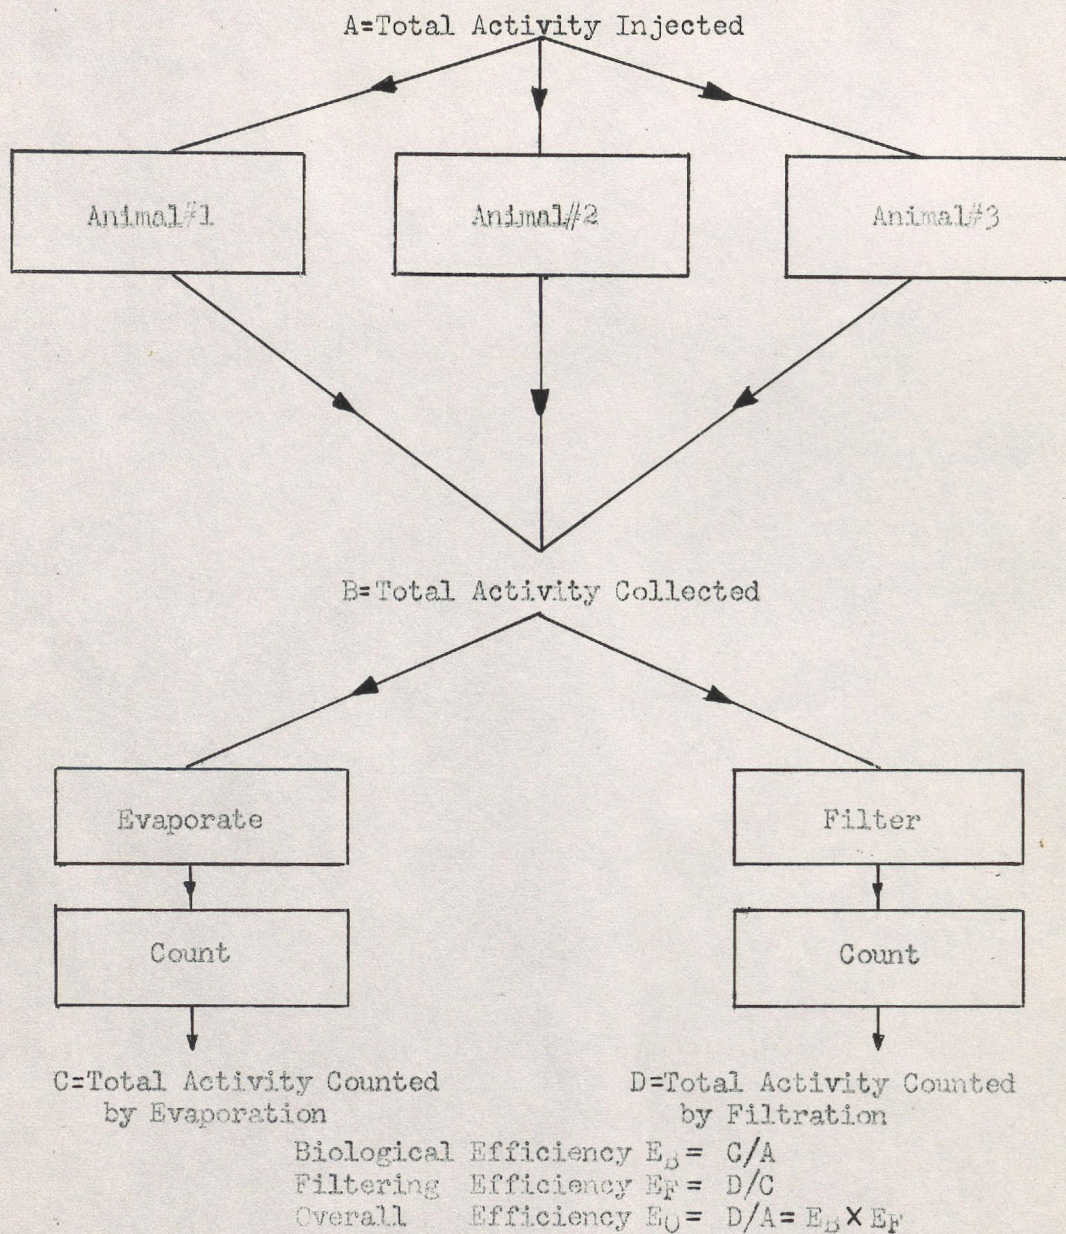 A=Total Activity Injected
Animal#1
Animal#2
Animal#3
B=Total Activity Collected
Evaporate
Filter
Count
Count
C=Total Activity Counted
by Evaporation
D=Total Activity Counted
by Filtration
Biological Efficiency E_B = C/A
Filtering Efficiency E_F = D/C
Overall Efficiency E_O = D/A = E_B X E_F